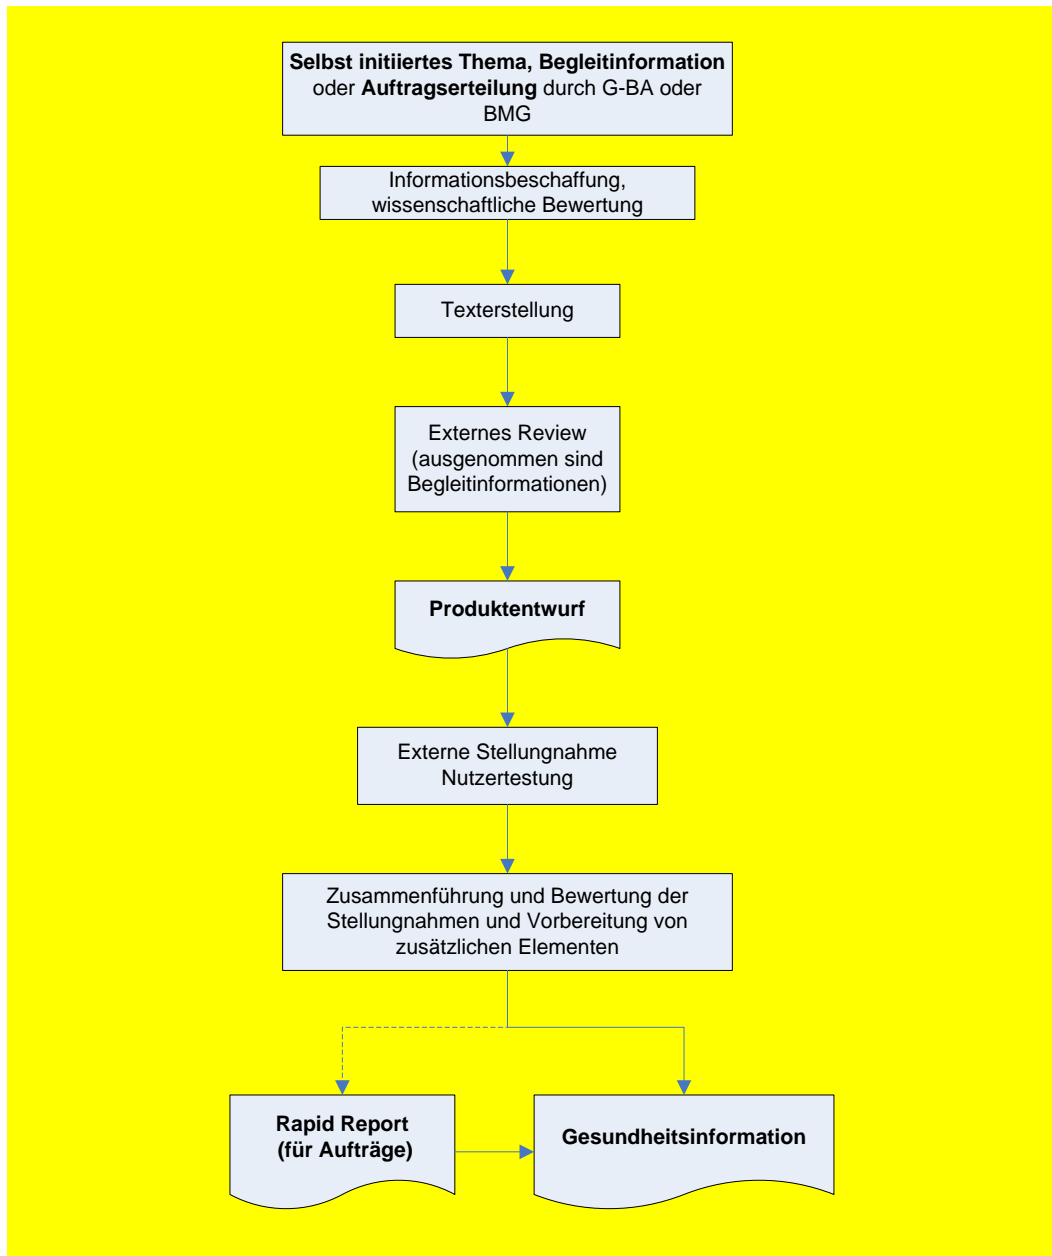 Selbst initiiertes Thema, Begleitinformation
oder Auftragserteilung durch G-BA oder
BMG
Informationsbeschaffung,
wissenschaftliche Bewertung
Texterstellung
Externes Review
(ausgenommen sind
Begleitinformationen)
Produktentwurf
Externe Stellungnahme
Nutzertestung
Zusammenführung und Bewertung der
Stellungnahmen und Vorbereitung von
zusätzlichen Elementen
Rapid Report
(für Aufträge)
Gesundheitsinformation